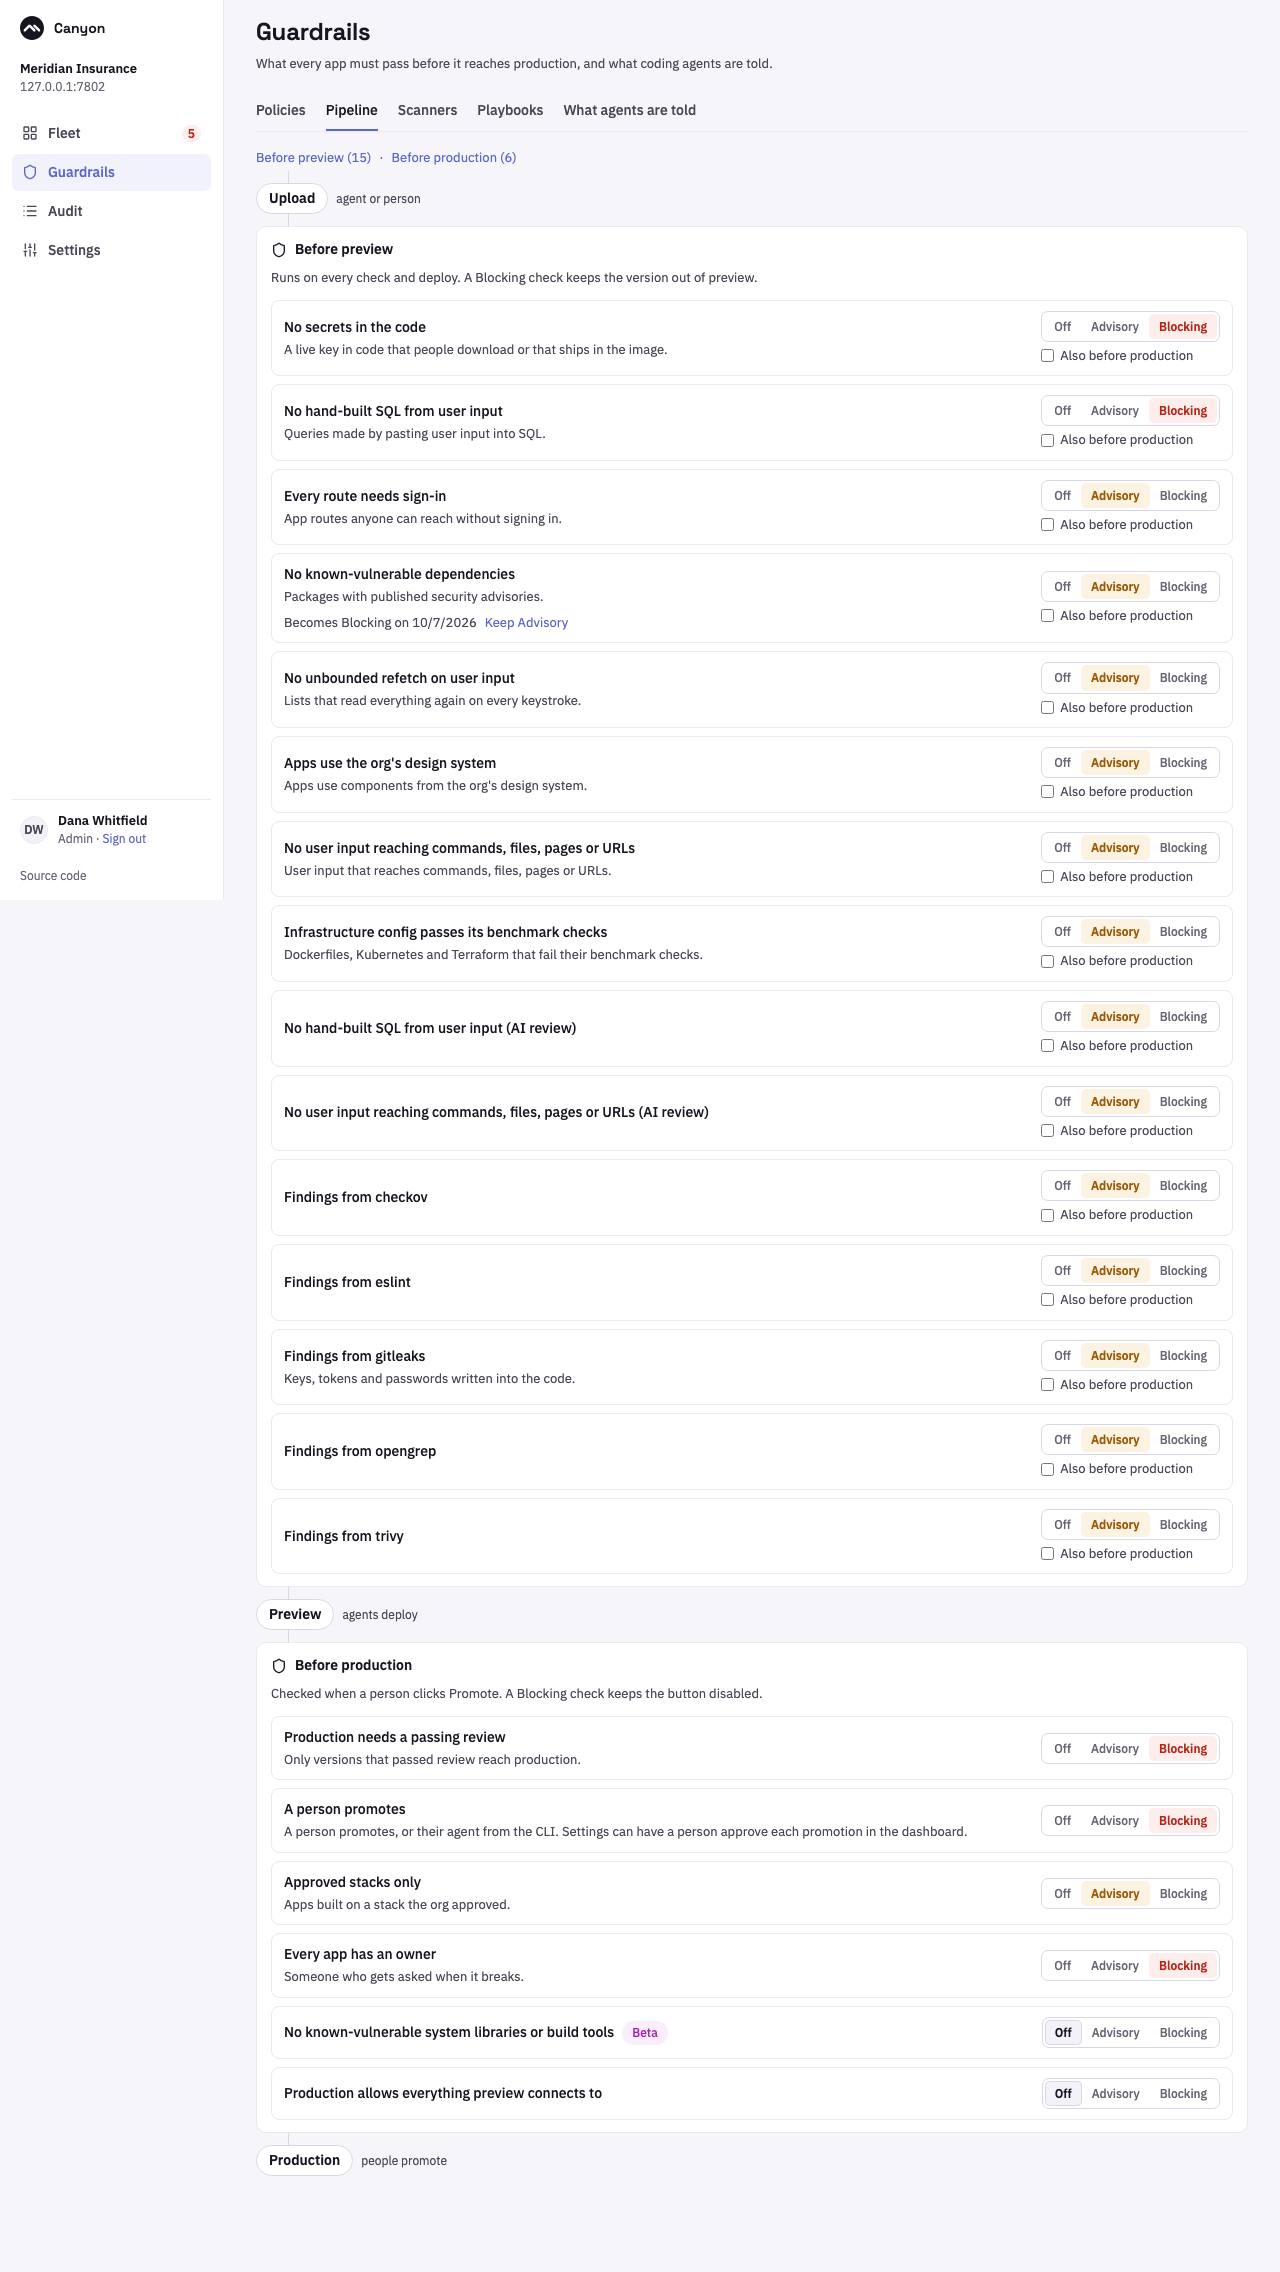 Canyon
Meridian Insurance
127.0.0.1:7802
Fleet 5
Guardrails
Audit
Settings
Dana Whitfield
DW
Admin · Sign out
Source code
Guardrails
What every app must pass before it reaches production, and what coding agents are told.
Policies Pipeline Scanners Playbooks What agents are told
Before preview (15) · Before production (6)
Upload agent or person
Before preview
Runs on every check and deploy. A Blocking check keeps the version out of preview.
No secrets in the code
A live key in code that people download or that ships in the image.
Off Advisory Blocking
Also before production
No hand-built SQL from user input
Queries made by pasting user input into SQL.
Off Advisory Blocking
Also before production
Every route needs sign-in
App routes anyone can reach without signing in.
Off Advisory Blocking
Also before production
No known-vulnerable dependencies
Packages with published security advisories.
Becomes Blocking on 10/7/2026 Keep Advisory
Off Advisory Blocking
Also before production
No unbounded refetch on user input
Lists that read everything again on every keystroke.
Off Advisory Blocking
Also before production
Apps use the org's design system
Apps use components from the org's design system.
Off Advisory Blocking
Also before production
No user input reaching commands, files, pages or URLs
User input that reaches commands, files, pages or URLs.
Off Advisory Blocking
Also before production
Infrastructure config passes its benchmark checks
Dockerfiles, Kubernetes and Terraform that fail their benchmark checks.
Off Advisory Blocking
Also before production
No hand-built SQL from user input (AI review)
Off Advisory Blocking
Also before production
No user input reaching commands, files, pages or URLs (AI review)
Off Advisory Blocking
Also before production
Findings from checkov
Off Advisory Blocking
Also before production
Findings from eslint
Off Advisory Blocking
Also before production
Findings from gitleaks
Keys, tokens and passwords written into the code.
Off Advisory Blocking
Also before production
Findings from opengrep
Off Advisory Blocking
Also before production
Findings from trivy
Off Advisory Blocking
Also before production
Preview agents deploy
Before production
Checked when a person clicks Promote. A Blocking check keeps the button disabled.
Production needs a passing review
Only versions that passed review reach production.
Off Advisory Blocking
A person promotes
A person promotes, or their agent from the CLI. Settings can have a person approve each promotion in the dashboard.
Off Advisory Blocking
Approved stacks only
Apps built on a stack the org approved.
Off Advisory Blocking
Every app has an owner
Someone who gets asked when it breaks.
Off Advisory Blocking
No known-vulnerable system libraries or build tools Beta
Off Advisory Blocking
Production allows everything preview connects to
Off Advisory Blocking
Production people promote